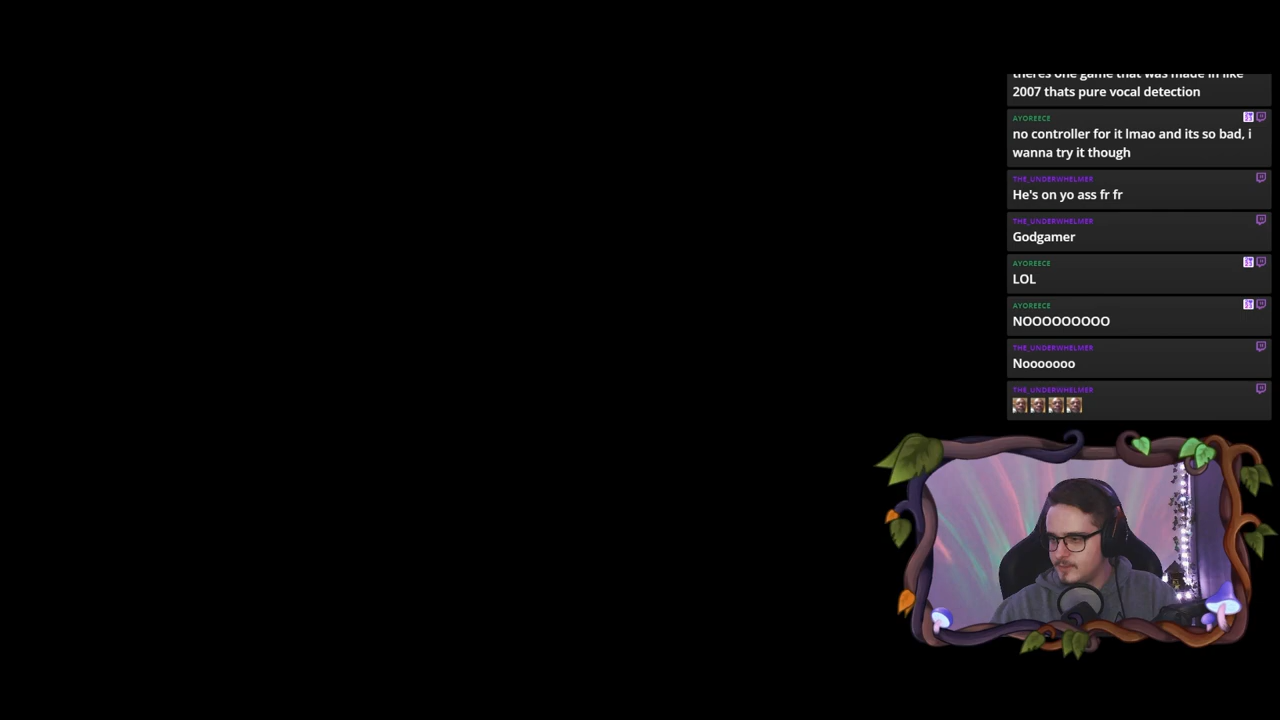 theres one game that was made in like
2007 thats pure vocal detection
AYOREECE
no controller for it lmao and its so bad, i
wanna try it though
THE_UNDERWHELMER
He's on yo ass fr fr
THE_UNDERWHELMER
Godgamer
AYOREECE
LOL
AYOREECE
NOOOOOOOOO
THE_UNDERWHELMER
Nooooooo
THE_UNDERWHELMER